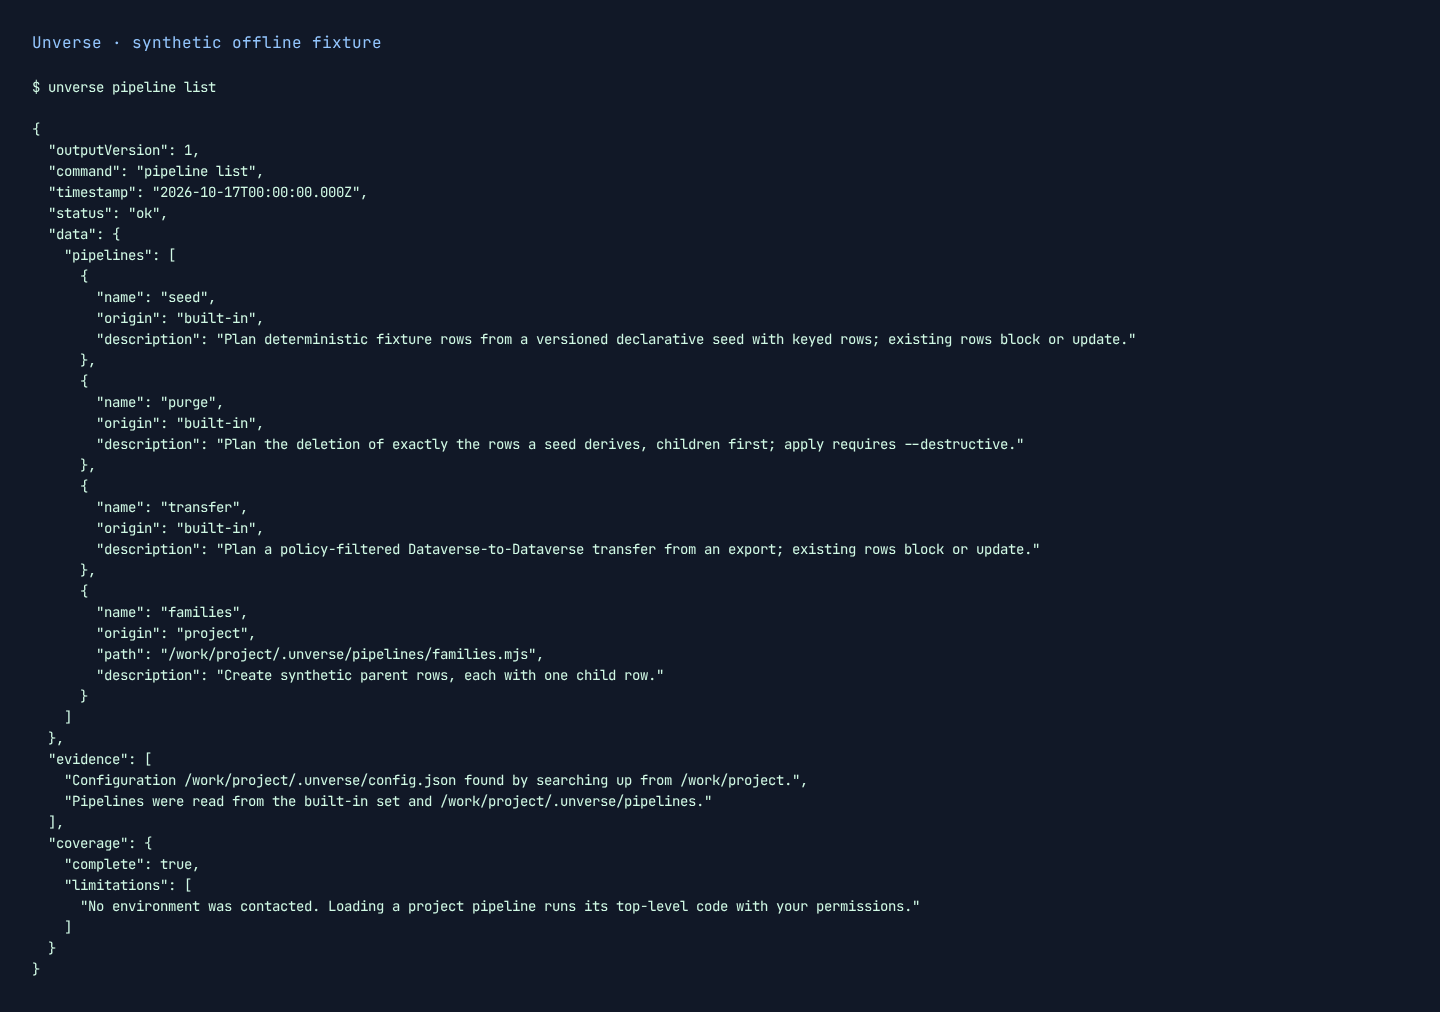 Unverse · synthetic offline fixture
$ unverse pipeline list
{
  "outputVersion": 1,
  "command": "pipeline list",
  "timestamp": "2026-10-17T00:00:00.000Z",
  "status": "ok",
  "data": {
    "pipelines": [
      {
        "name": "seed",
        "origin": "built-in",
        "description": "Plan deterministic fixture rows from a versioned declarative seed with keyed rows; existing rows block or update."
      },
      {
        "name": "purge",
        "origin": "built-in",
        "description": "Plan the deletion of exactly the rows a seed derives, children first; apply requires --destructive."
      },
      {
        "name": "transfer",
        "origin": "built-in",
        "description": "Plan a policy-filtered Dataverse-to-Dataverse transfer from an export; existing rows block or update."
      },
      {
        "name": "families",
        "origin": "project",
        "path": "/work/project/.unverse/pipelines/families.mjs",
        "description": "Create synthetic parent rows, each with one child row."
      }
    ]
  },
  "evidence": [
    "Configuration /work/project/.unverse/config.json found by searching up from /work/project.",
    "Pipelines were read from the built-in set and /work/project/.unverse/pipelines."
  ],
  "coverage": {
    "complete": true,
    "limitations": [
      "No environment was contacted. Loading a project pipeline runs its top-level code with your permissions."
    ]
  }
}